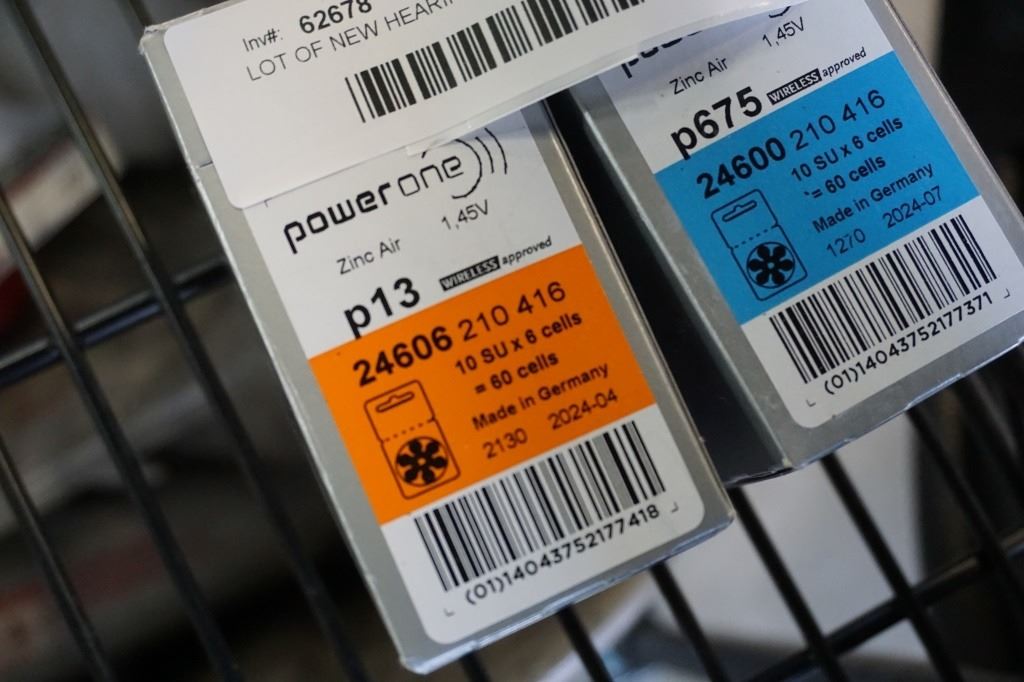 Inv#: 62678
LOT OF NEW HEARI
power one
1,45V
Zinc Air
p13 WIRELESS approved
24606 210 416
10 SU x 6 cells
= 60 cells
Made in Germany
2130 2024-04
(01)14043752177418
1,45V
Zinc Air
p675 WIRELESS approved
24600 210 416
10 SU x 6 cells
= 60 cells
Made in Germany
1270 2024-07
(01)14043752177371